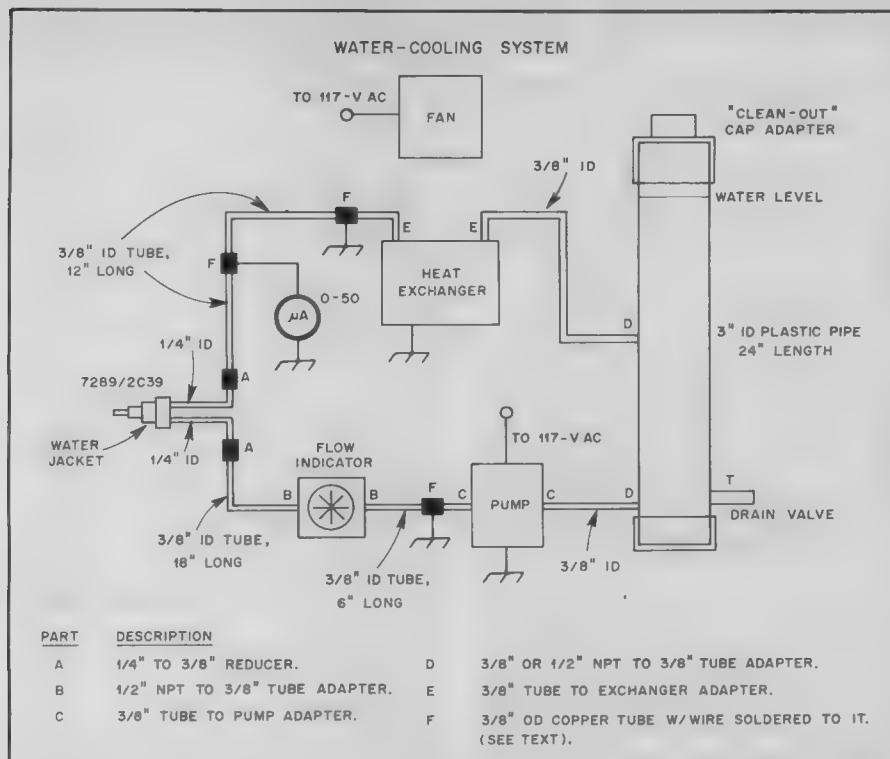 WATER-COOLING SYSTEM
TO 117-V AC
FAN
"CLEAN-OUT"
CAP ADAPTER
3/8" ID
F
WATER LEVEL
E
E
3/8" ID TUBE,
12" LONG
F
HEAT
EXCHANGER
0-50
µA
D
3" ID PLASTIC PIPE
24" LENGTH
1/4" ID
A
7289/2C39
TO 117-V AC
WATER
JACKET
1/4" ID
A
FLOW
INDICATOR
B
B
F
C
PUMP
C
D
T
DRAIN VALVE
3/8" ID TUBE,
18" LONG
3/8" ID TUBE,
6" LONG
3/8" ID
PART DESCRIPTION
A 1/4" TO 3/8" REDUCER.
B 1/2" NPT TO 3/8" TUBE ADAPTER.
C 3/8" TUBE TO PUMP ADAPTER.
D 3/8" OR 1/2" NPT TO 3/8" TUBE ADAPTER.
E 3/8" TUBE TO EXCHANGER ADAPTER.
F 3/8" OD COPPER TUBE W/WIRE SOLDERED TO IT.
(SEE TEXT).